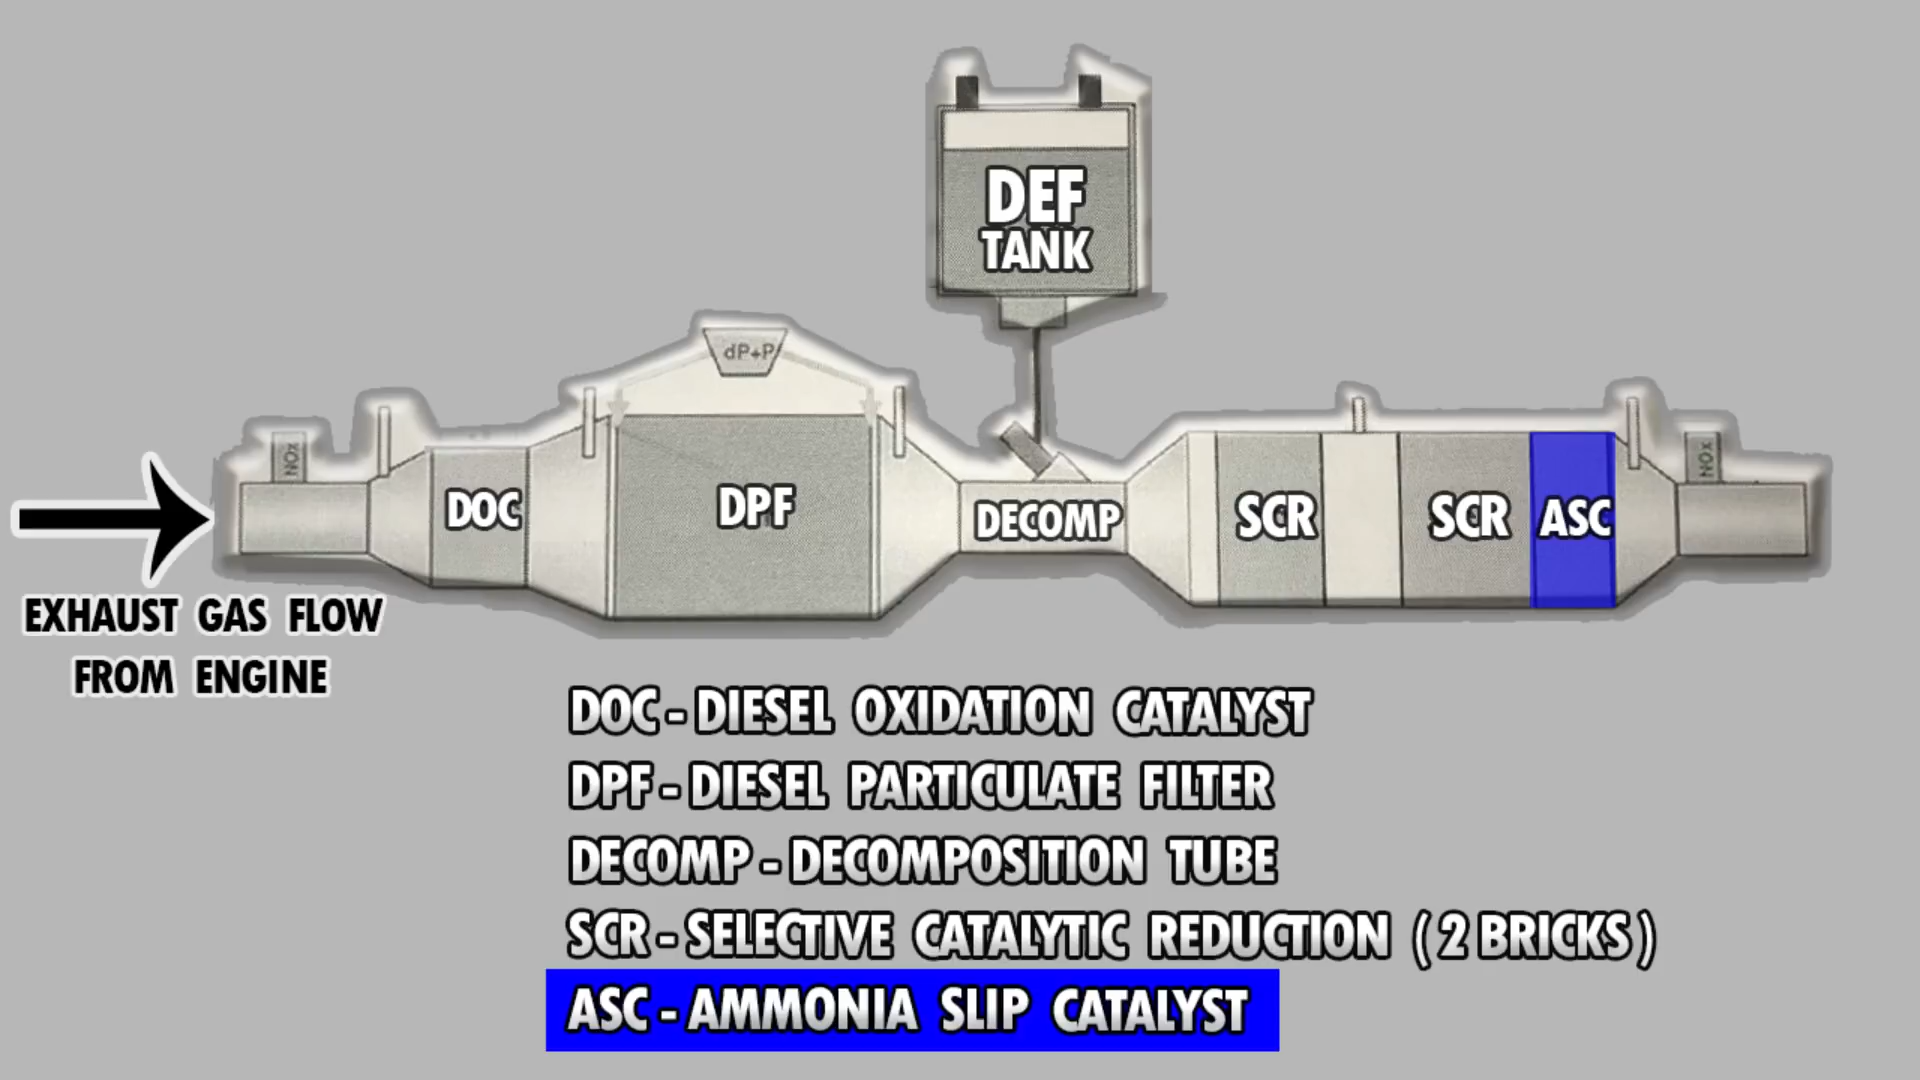 DEF
TANK
dP+P
NOx
NOx
DOC
DPF
DECOMP
SCR
SCR
ASC
EXHAUST GAS FLOW
FROM ENGINE
DOC - DIESEL OXIDATION CATALYST
DPF - DIESEL PARTICULATE FILTER
DECOMP - DECOMPOSITION TUBE
SCR - SELECTIVE CATALYTIC REDUCTION ( 2 BRICKS )
ASC - AMMONIA SLIP CATALYST